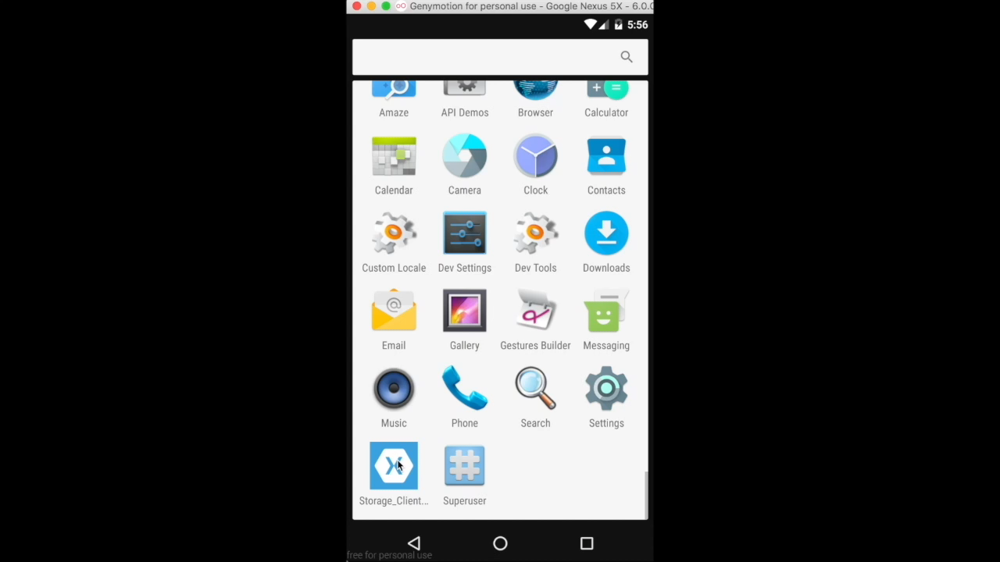 Genymotion for personal use - Google Nexus 5X - 6.0.0
5:56
Amaze API Demos Browser Calculator
Calendar Camera Clock Contacts
Custom Locale Dev Settings Dev Tools Downloads
Email Gallery Gestures Builder Messaging
Music Phone Search Settings
Storage_Client... Superuser
free for personal use